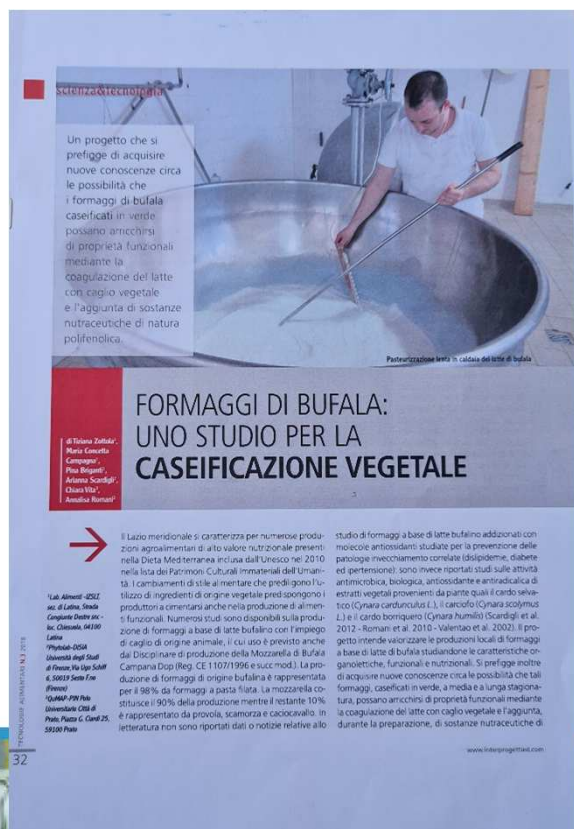 scienza&tecnologia
Un progetto che si
prefigge di acquisire
nuove conoscenze circa
le possibilità che
i formaggi di bufala
caseificati in verde
possano arricchirsi
di proprietà funzionali
mediante la
coagulazione del latte
con caglio vegetale
e l'aggiunta di sostanze
nutraceutiche di natura
polifenolica.
Pasteurizzazione lenta in caldaia del latte di bufala
FORMAGGI DI BUFALA:
UNO STUDIO PER LA
CASEIFICAZIONE VEGETALE
di Tiziana Zottola¹,
Maria Concetta
Campagna¹,
Pina Briganti¹,
Arianna Scardigli²,
Chiara Vita³,
Annalisa Romani²
Il Lazio meridionale si caratterizza per numerose produ-
zioni agroalimentari di alto valore nutrizionale presenti
nella Dieta Mediterranea inclusa dall'Unesco nel 2010
nella lista dei Patrimoni Culturali Immateriali dell'Umani-
tà. I cambiamenti di stile alimentare che prediligono l'u-
tilizzo di ingredienti di origine vegetale predispongono i
produttori a cimentarsi anche nella produzione di alimen-
ti funzionali. Numerosi studi sono disponibili sulla produ-
zione di formaggi a base di latte bufalino con l'impiego
di caglio di origine animale, il cui uso è previsto anche
dal Disciplinare di produzione della Mozzarella di Bufala
Campana Dop (Reg. CE 1107/1996 e succ mod.). La pro-
duzione di formaggi di origine bufalina è rappresentata
per il 98% da formaggi a pasta filata. La mozzarella co-
stituisce il 90% della produzione mentre il restante 10%
è rappresentato da provola, scamorza e caciocavallo. In
letteratura non sono riportati dati o notizie relative allo
studio di formaggi a base di latte bufalino addizionati con
molecole antiossidanti studiate per la prevenzione delle
patologie invecchiamento correlate (dislipidemie, diabete
ed ipertensione): sono invece riportati studi sulle attività
antimicrobica, biologica, antiossidante e antiradicalica di
estratti vegetali provenienti da piante quali il cardo selva-
tico (Cynara cardunculus L.), il carciofo (Cynara scolymus
L.) e il cardo borriquero (Cynara humilis) (Scardigli et al.
2012 - Romani et al. 2010 - Valentao et al. 2002). Il pro-
getto intende valorizzare le produzioni locali di formaggi
a base di latte di bufala studiandone le caratteristiche or-
ganolettiche, funzionali e nutrizionali. Si prefigge inoltre
di acquisire nuove conoscenze circa le possibilità che tali
formaggi, caseificati in verde, a media e a lunga stagiona-
tura, possano arricchirsi di proprietà funzionali mediante
la coagulazione del latte con caglio vegetale e l'aggiunta,
durante la preparazione, di sostanze nutraceutiche di
¹Lab. Alimenti -IZSLT,
sez. di Latina, Strada
Congiunte Destre snc -
loc. Chiesuola, 04100
Latina
²Phytolab-DISIA
Università degli Studi
di Firenze, Via Ugo Schiff
6, 50019 Sesto F.no
(Firenze)
³QuMAP-PIN Polo
Universitario Città di
Prato, Piazza G. Ciardi 25,
59100 Prato
TECNOLOGIE ALIMENTARI N.3 2018
32
www.interprogettied.com